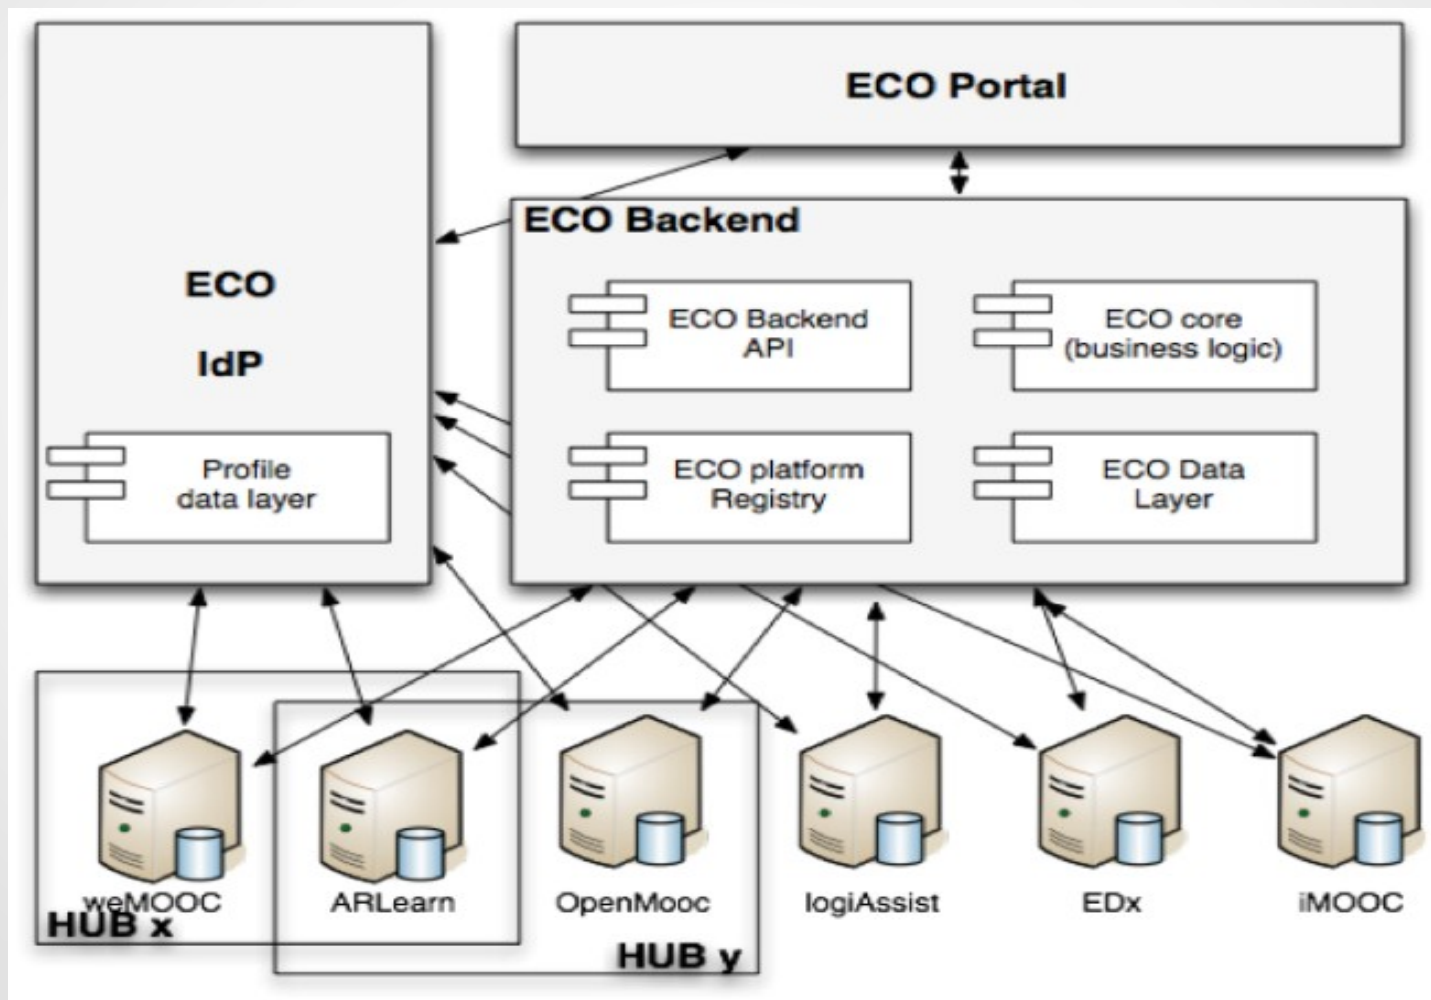 ECO Portal
ECO Backend
ECO
IdP
Profile
data layer
ECO Backend
API
ECO core
(business logic)
ECO platform
Registry
ECO Data
Layer
weMOOC
ARLearn
OpenMooc
logiAssist
EDx
iMOOC
HUB x
HUB y